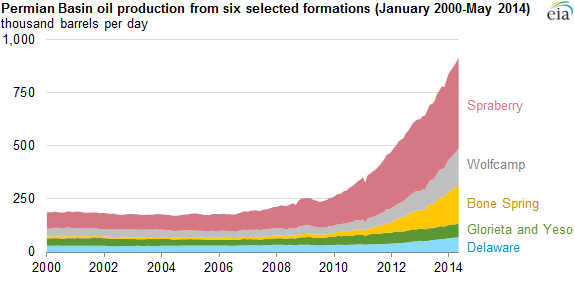 Permian Basin oil production from six selected formations (January 2000-May 2014)
thousand barrels per day
eia
1,000
750
500
250
0
Spraberry
Wolfcamp
Bone Spring
Glorieta and Yeso
Delaware
2000 2002 2004 2006 2008 2010 2012 2014